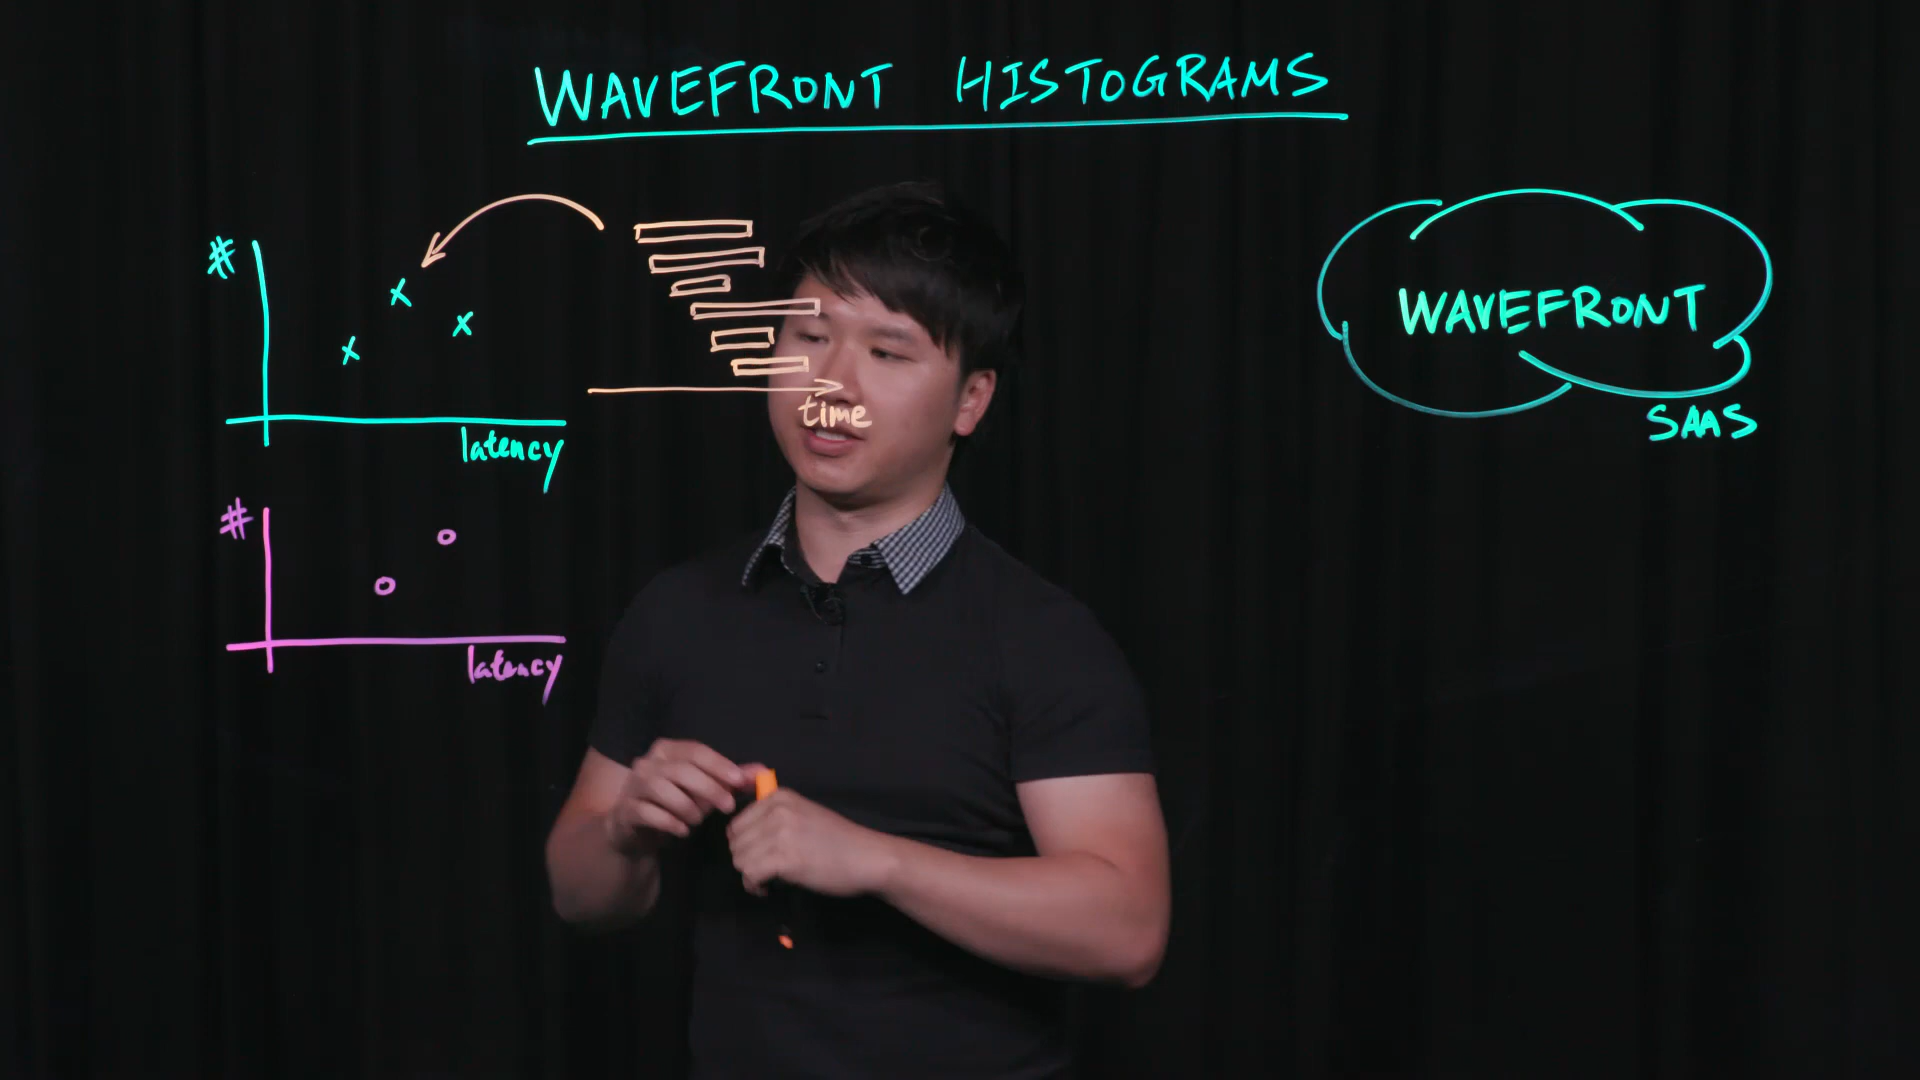 WAVEFRONT HISTOGRAMS
#
x
x
x
latency
time
WAVEFRONT
SAAS
#
latency